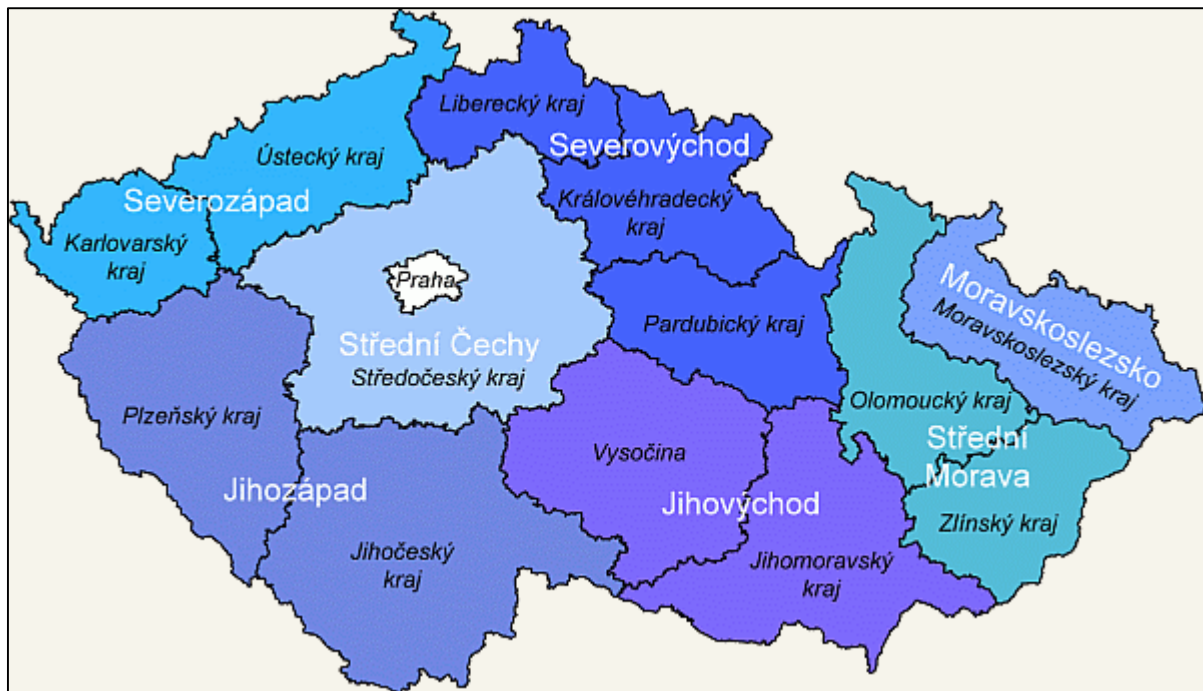 Liberecký kraj
Severovýchod
Ústecký kraj
Severozápad
Karlovarský
kraj
Královéhradecký
kraj
Praha
Pardubický kraj
Moravskoslezsko
Moravskoslezský kraj
Střední Čechy
Středočeský kraj
Plzeňský kraj
Olomoucký kraj
Střední
Morava
Vysočina
Jihozápad
Jihovýchod
Zlínský kraj
Jihočeský
kraj
Jihomoravský
kraj